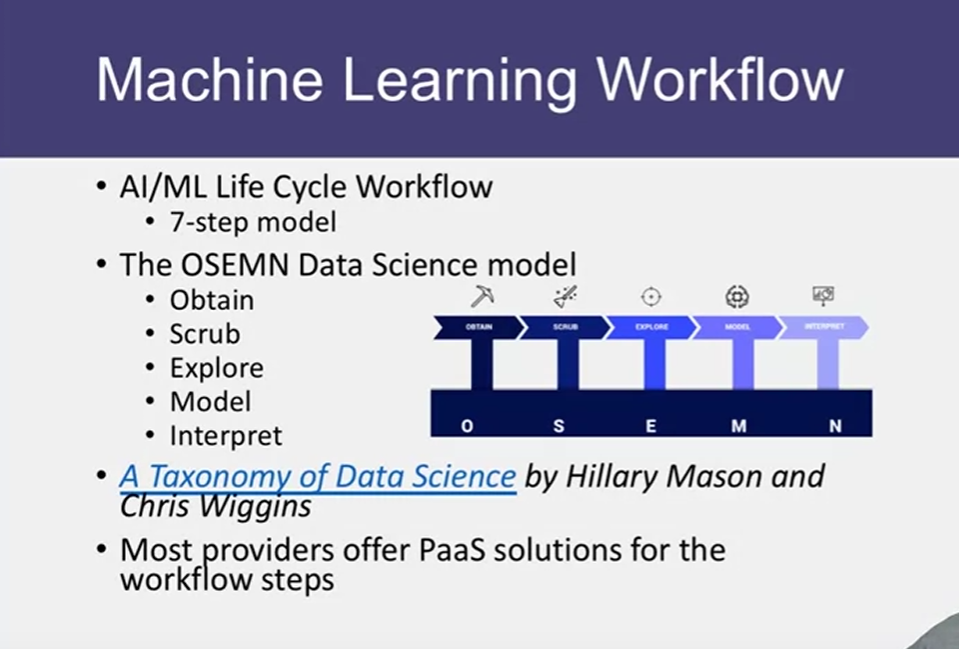 Machine Learning Workflow
• AI/ML Life Cycle Workflow
• 7-step model
• The OSEMN Data Science model
• Obtain
• Scrub
• Explore
• Model
• Interpret
OBTAIN SCRUB EXPLORE MODEL INTERPRET
O S E M N
• A Taxonomy of Data Science by Hillary Mason and
Chris Wiggins
• Most providers offer PaaS solutions for the
workflow steps